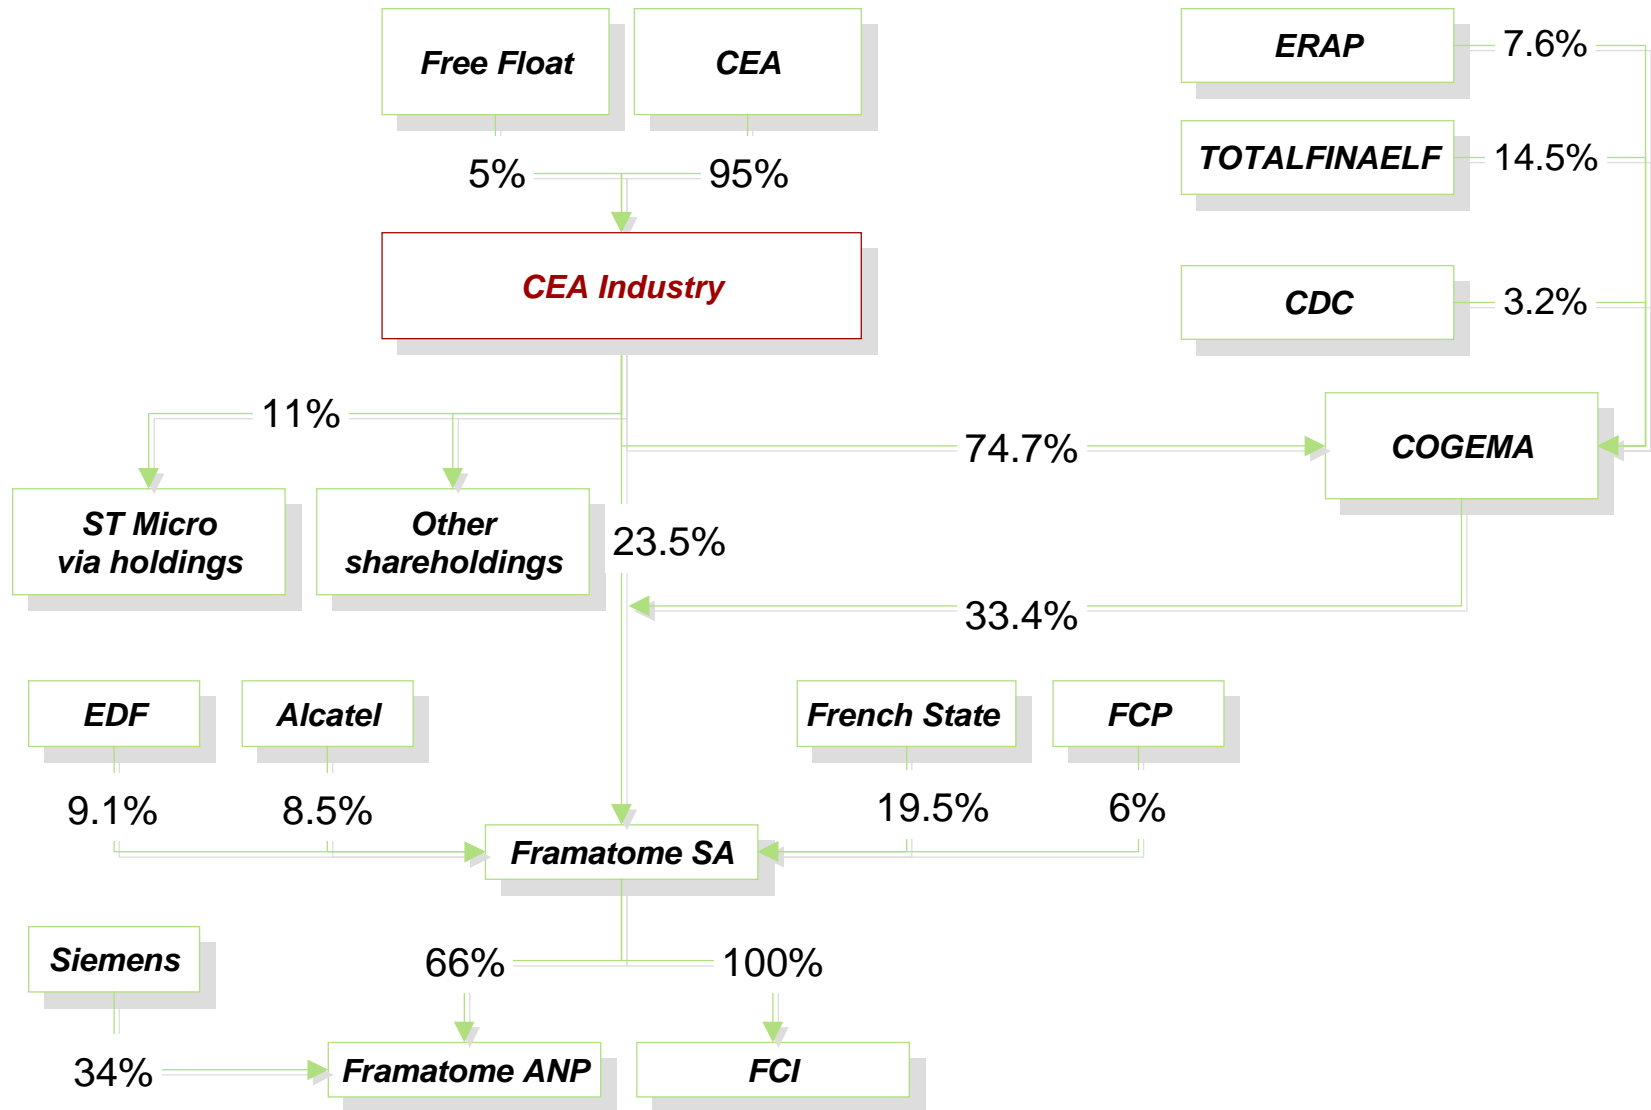 Free Float
CEA
ERAP
7.6%
TOTALFINAELF
14.5%
5%
95%
CEA Industry
CDC
3.2%
11%
74.7%
COGEMA
ST Micro
via holdings
Other
shareholdings
23.5%
33.4%
EDF
Alcatel
French State
FCP
9.1%
8.5%
19.5%
6%
Framatome SA
Siemens
66%
100%
34%
Framatome ANP
FCI